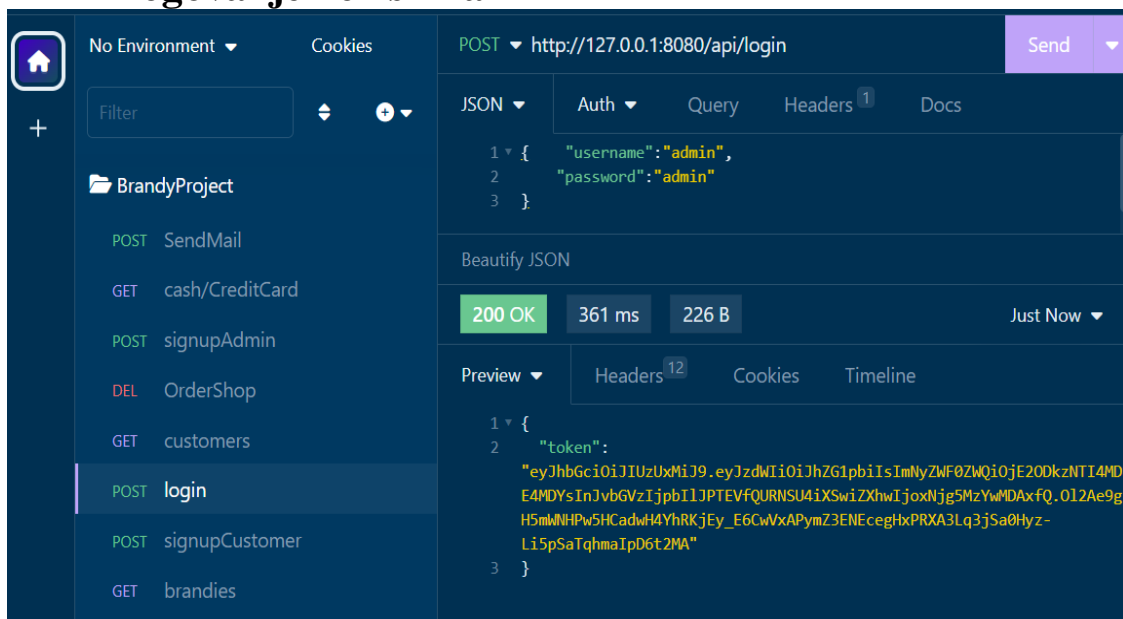 No Environment
Cookies
Filter
BrandyProject
POST SendMail
GET cash/CreditCard
POST signupAdmin
DEL OrderShop
GET customers
POST login
POST signupCustomer
GET brandies
POST http://127.0.0.1:8080/api/login Send
JSON Auth Query Headers 1 Docs
1 { "username":"admin",
2 "password":"admin"
3 }
Beautify JSON
200 OK 361 ms 226 B Just Now
Preview Headers 12 Cookies Timeline
1 {
2 "token":
"eyJhbGciOiJIUzUxMiJ9.eyJzdWIiOiJhZG1pbiIsImNyZWF0ZWQiOjE2ODkzNTI4MD
E4MDYsInJvbGVzIjpbIlJPTEVfQURNSU4iXSwiZXhwIjoxNjg5MzYwMDAxfQ.Ol2Ae9g
H5mWNHPw5HCadwH4YhRKjEy_E6CwVxAPymZ3ENEcegHxPRXA3Lq3jSa0Hyz-
Li5pSaTqhmaIpD6t2MA"
3 }